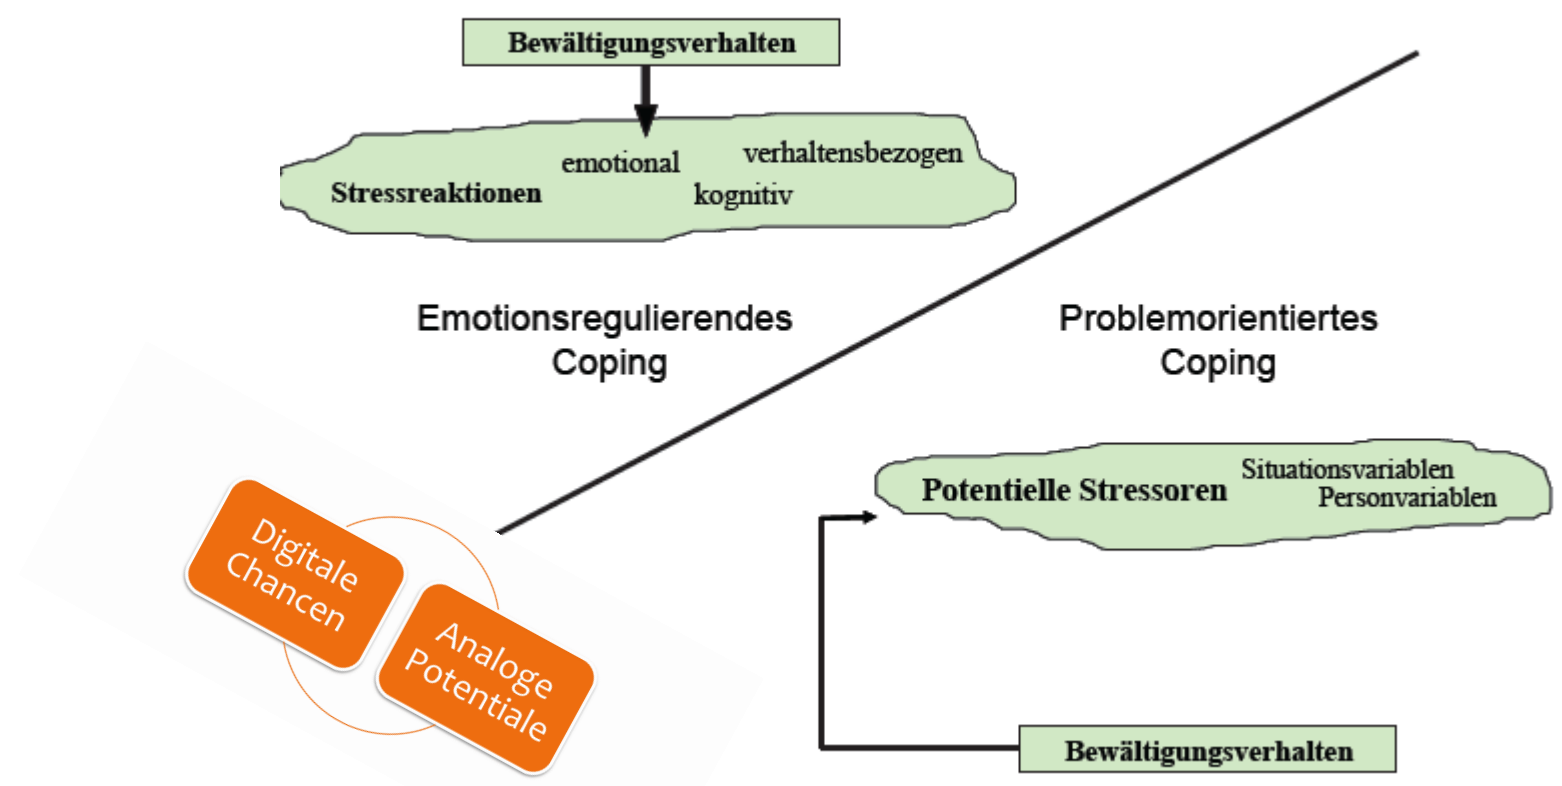 Bewältigungsverhalten
emotional
verhaltensbezogen
Stressreaktionen
kognitiv
Emotionsregulierendes
Coping
Problemorientiertes
Coping
Potentielle Stressoren
Situationsvariablen
Personvariablen
Digitale
Chancen
Analoge
Potentiale
Bewältigungsverhalten